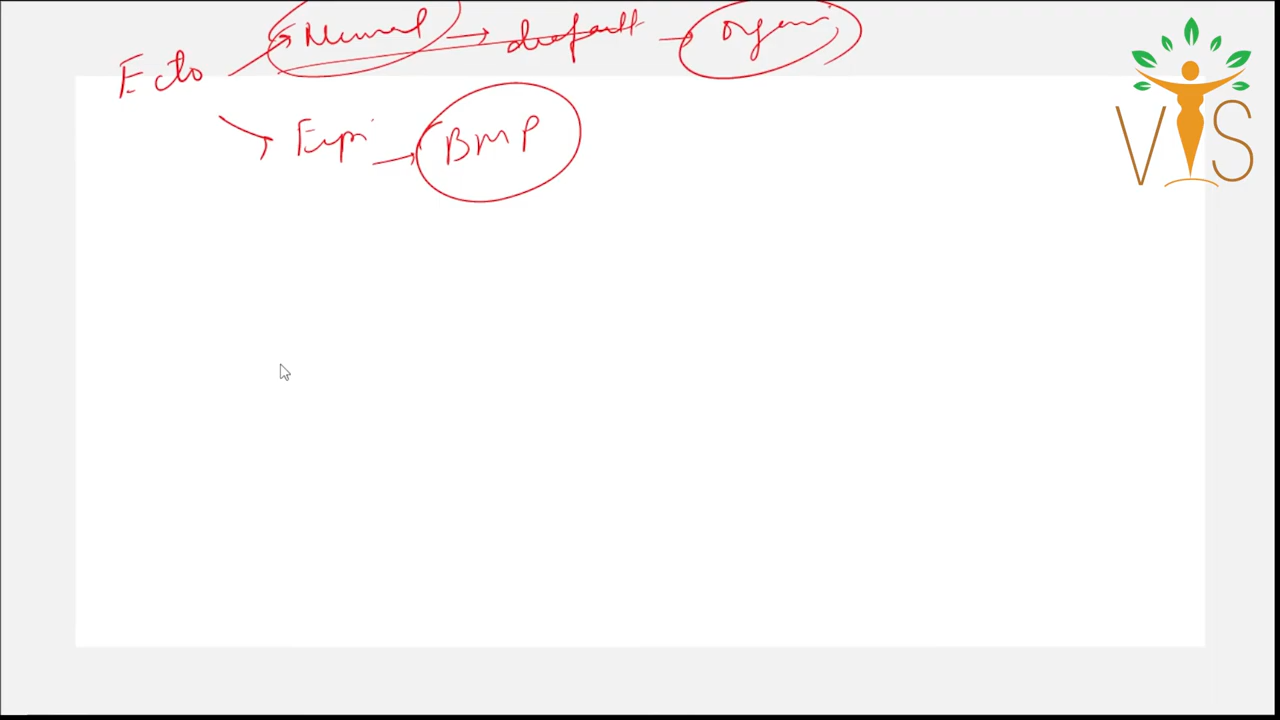 Neural → default → organi
Ecto
Epi → BMP
VIS